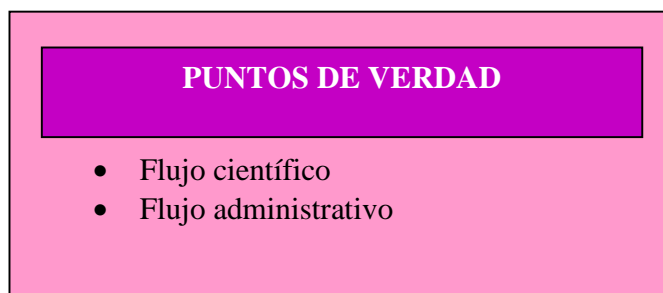 PUNTOS DE VERDAD
• Flujo científico
• Flujo administrativo